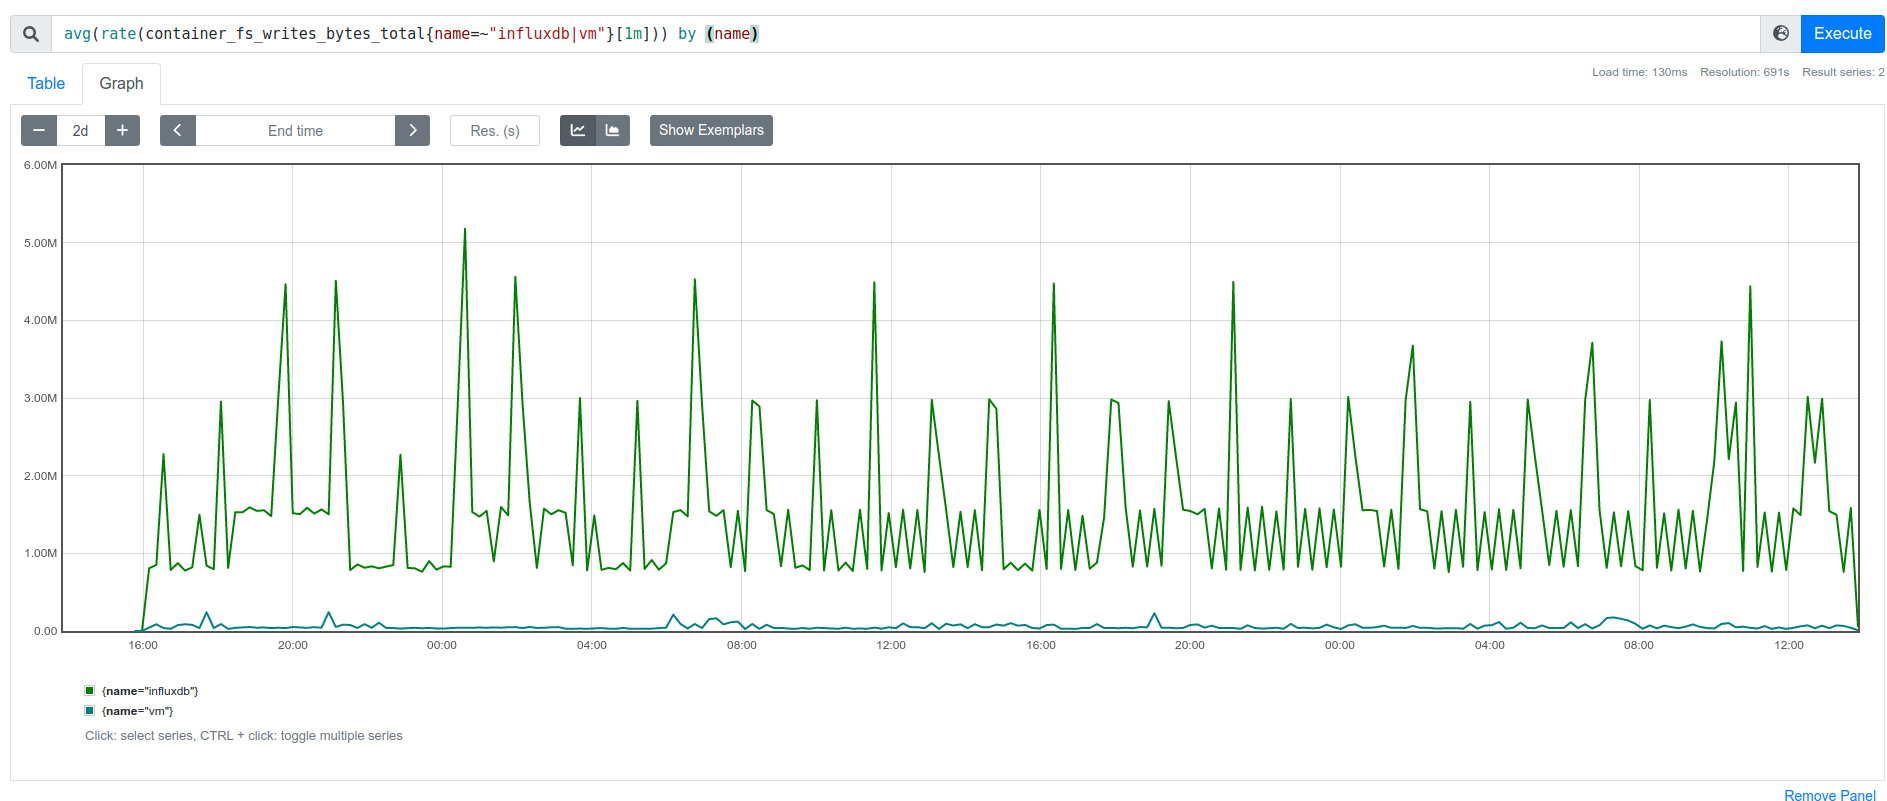 avg(rate(container_fs_writes_bytes_total{name=~"influxdb|vm"}[1m])) by (name)
Execute
Table
Graph
Load time: 130ms Resolution: 691s Result series: 2
2d
End time
Res. (s)
Show Exemplars
6.00M
5.00M
4.00M
3.00M
2.00M
1.00M
0.00
16:00 20:00 00:00 04:00 08:00 12:00 16:00 20:00 00:00 04:00 08:00 12:00
{name="influxdb"}
{name="vm"}
Click: select series, CTRL + click: toggle multiple series
Remove Panel